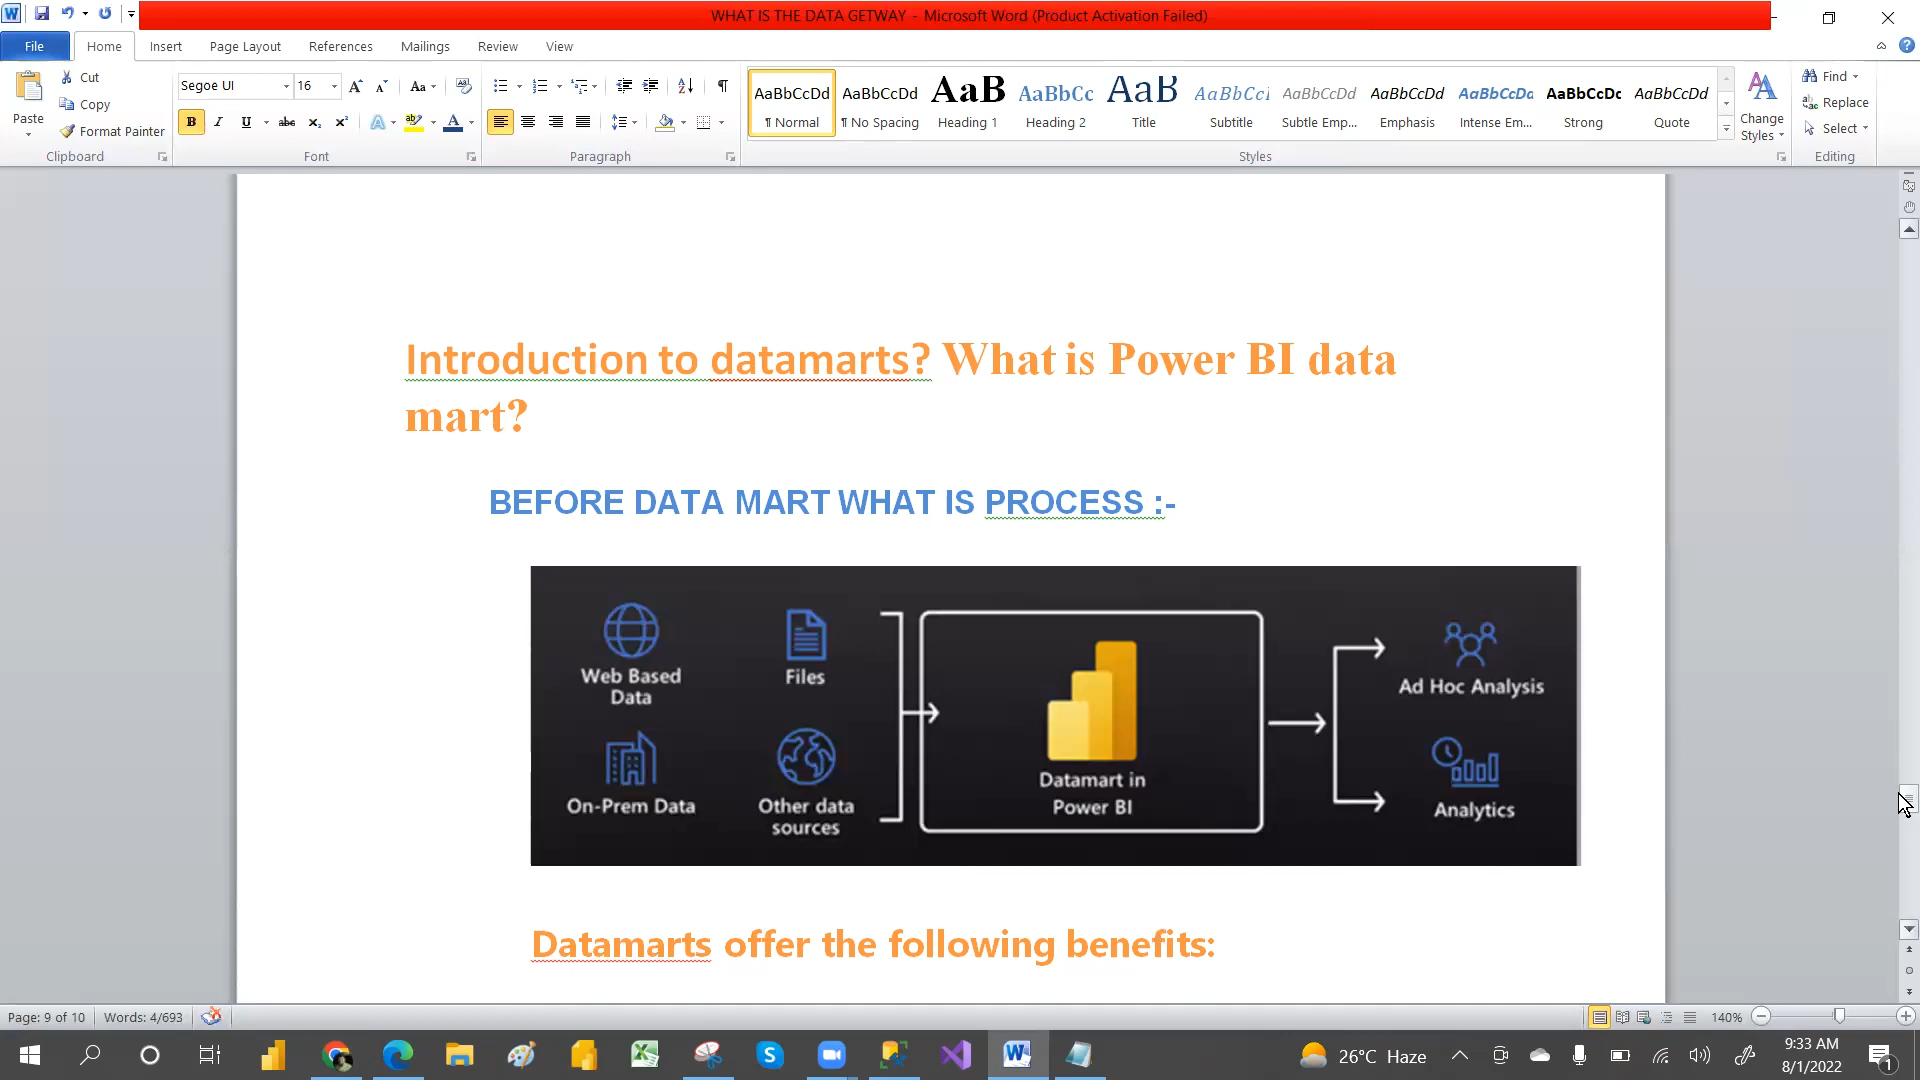 WHAT IS THE DATA GETWAY - Microsoft Word (Product Activation Failed)
File Home Insert Page Layout References Mailings Review View
Cut
Copy
Format Painter
Paste
Clipboard
Segoe UI 16
Font
Paragraph
AaBbCcDd AaBbCcDd AaB AaBbCc AaB AaBbCcI AaBbCcDd AaBbCcDd AaBbCcDd AaBbCcDc AaBbCcDd
¶ Normal ¶ No Spacing Heading 1 Heading 2 Title Subtitle Subtle Emp... Emphasis Intense Em... Strong Quote
Change
Styles
Styles
Find
Replace
Select
Editing
Introduction to datamarts? What is Power BI data
mart?
BEFORE DATA MART WHAT IS PROCESS :-
Web Based
Data
Files
On-Prem Data
Other data
sources
Datamart in
Power BI
Ad Hoc Analysis
Analytics
Datamarts offer the following benefits:
Page: 9 of 10 Words: 4/693
140%
26°C Haze
9:33 AM
8/1/2022
1